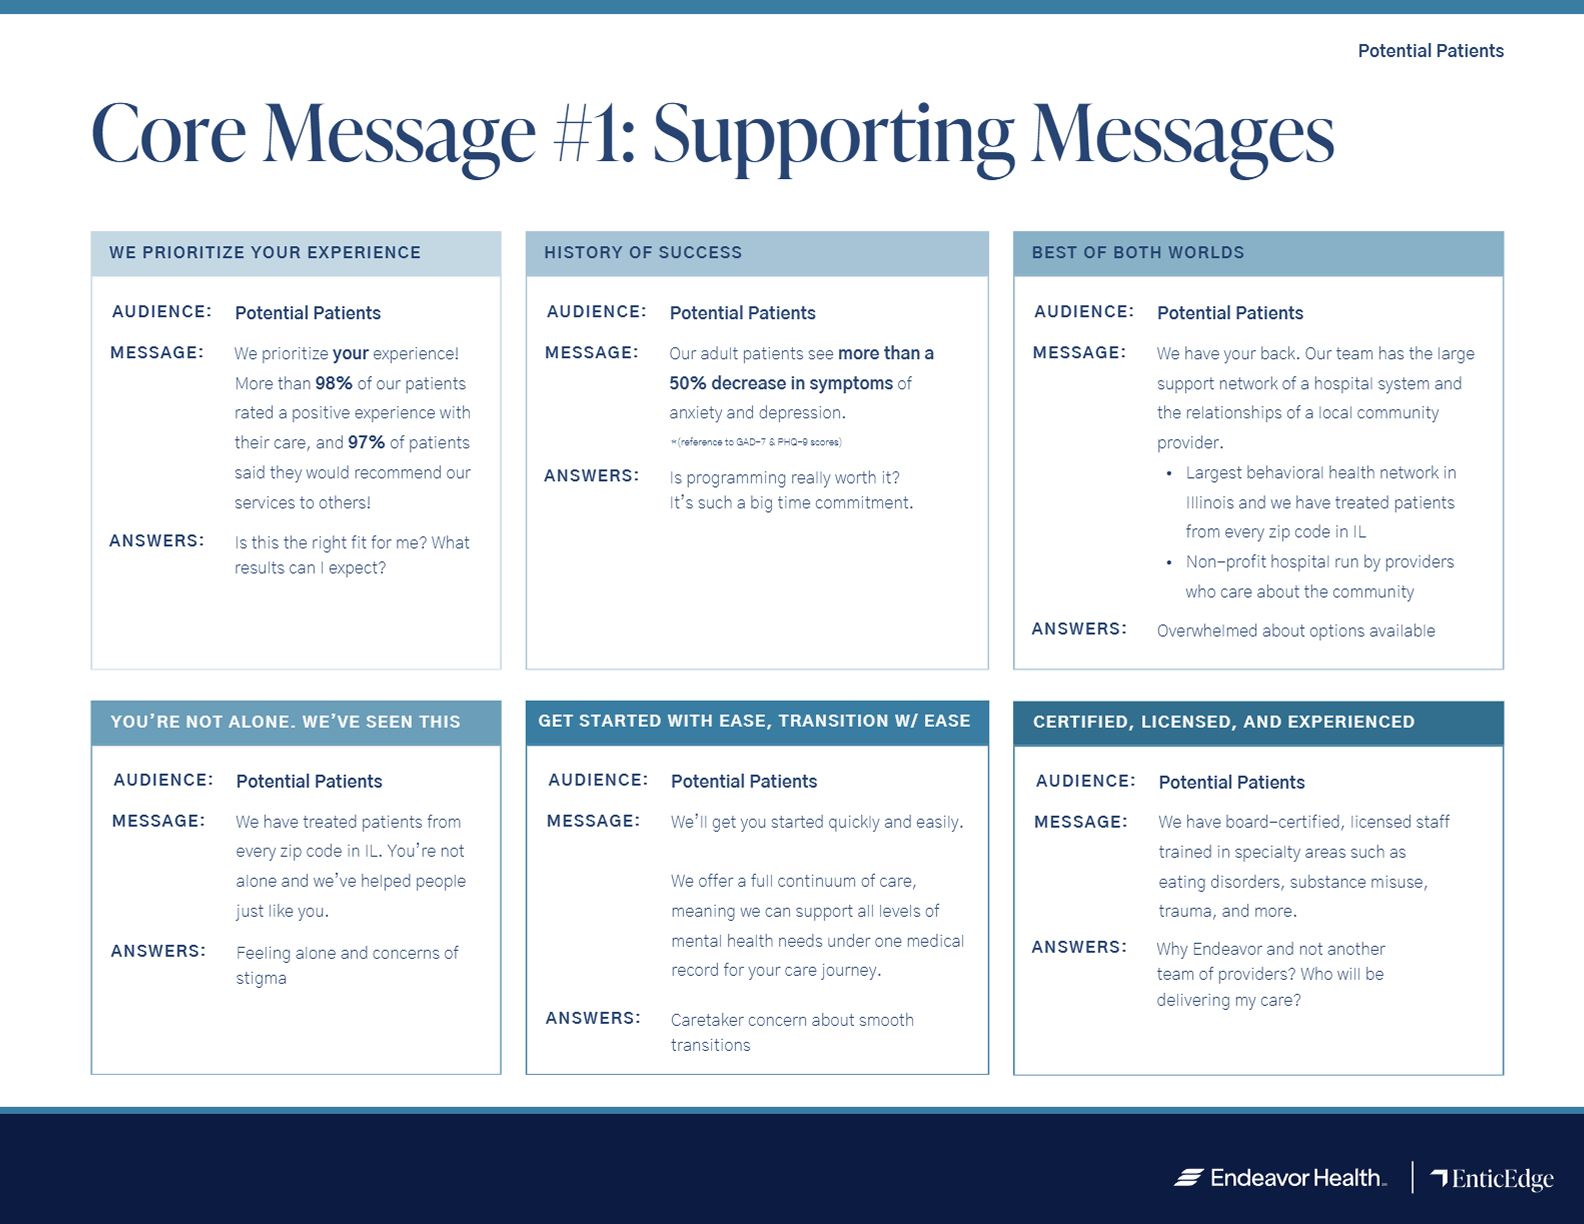 Potential Patients
Core Message #1: Supporting Messages
WE PRIORITIZE YOUR EXPERIENCE
AUDIENCE: Potential Patients
MESSAGE: We prioritize your experience!
More than 98% of our patients
rated a positive experience with
their care, and 97% of patients
said they would recommend our
services to others!
ANSWERS: Is this the right fit for me? What
results can I expect?
HISTORY OF SUCCESS
AUDIENCE: Potential Patients
MESSAGE: Our adult patients see more than a
50% decrease in symptoms of
anxiety and depression.
*(reference to GAD-7 & PHQ-9 scores)
ANSWERS: Is programming really worth it?
It's such a big time commitment.
BEST OF BOTH WORLDS
AUDIENCE: Potential Patients
MESSAGE: We have your back. Our team has the large
support network of a hospital system and
the relationships of a local community
provider.
• Largest behavioral health network in
Illinois and we have treated patients
from every zip code in IL
• Non-profit hospital run by providers
who care about the community
ANSWERS: Overwhelmed about options available
YOU'RE NOT ALONE. WE'VE SEEN THIS
AUDIENCE: Potential Patients
MESSAGE: We have treated patients from
every zip code in IL. You're not
alone and we've helped people
just like you.
ANSWERS: Feeling alone and concerns of
stigma
GET STARTED WITH EASE, TRANSITION W/ EASE
AUDIENCE: Potential Patients
MESSAGE: We'll get you started quickly and easily.
We offer a full continuum of care,
meaning we can support all levels of
mental health needs under one medical
record for your care journey.
ANSWERS: Caretaker concern about smooth
transitions
CERTIFIED, LICENSED, AND EXPERIENCED
AUDIENCE: Potential Patients
MESSAGE: We have board-certified, licensed staff
trained in specialty areas such as
eating disorders, substance misuse,
trauma, and more.
ANSWERS: Why Endeavor and not another
team of providers? Who will be
delivering my care?
Endeavor Health
EnticEdge